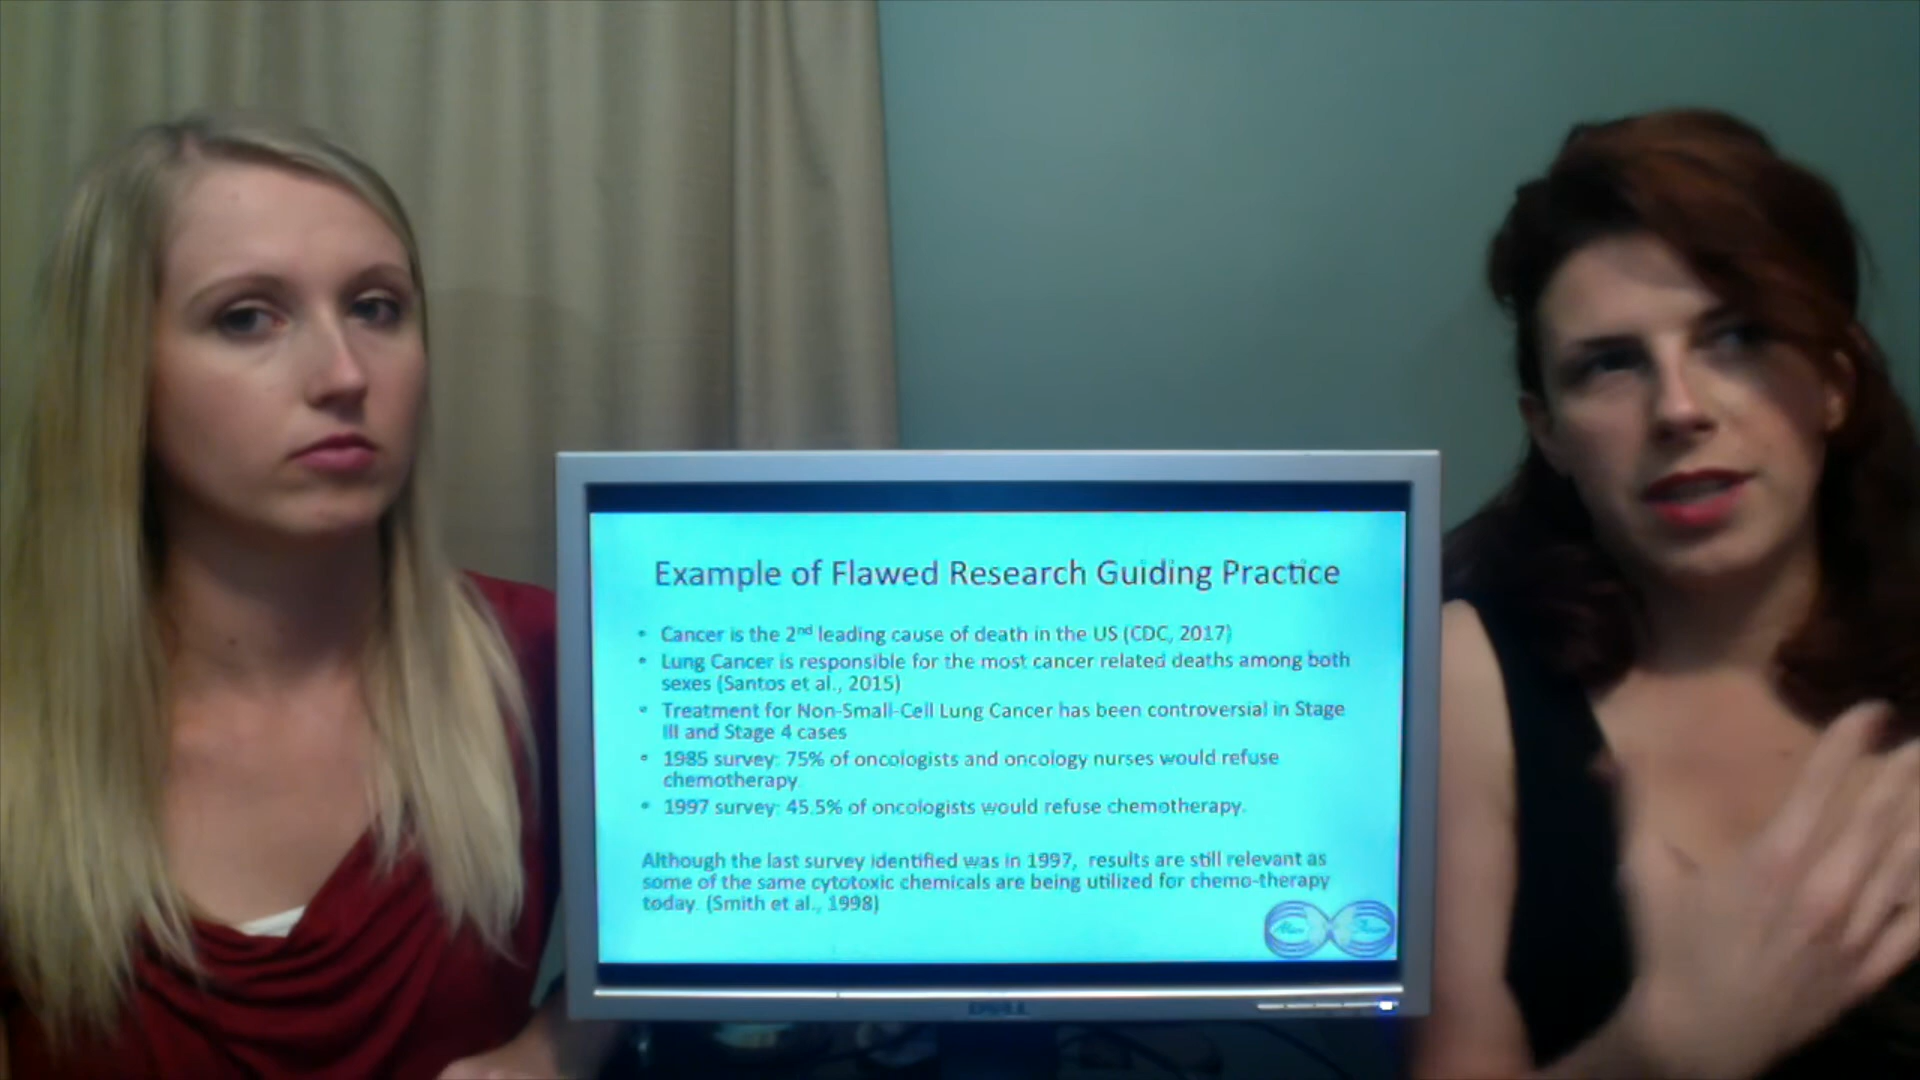 Example of Flawed Research Guiding Practice
• Cancer is the 2nd leading cause of death in the US (CDC, 2017)
• Lung Cancer is responsible for the most cancer related deaths among both
sexes (Santos et al., 2015)
• Treatment for Non-Small-Cell Lung Cancer has been controversial in Stage
III and Stage 4 cases
• 1985 survey: 75% of oncologists and oncology nurses would refuse
chemotherapy.
• 1997 survey: 45.5% of oncologists would refuse chemotherapy.
Although the last survey identified was in 1997, results are still relevant as
some of the same cytotoxic chemicals are being utilized for chemo-therapy
today. (Smith et al., 1998)
DELL